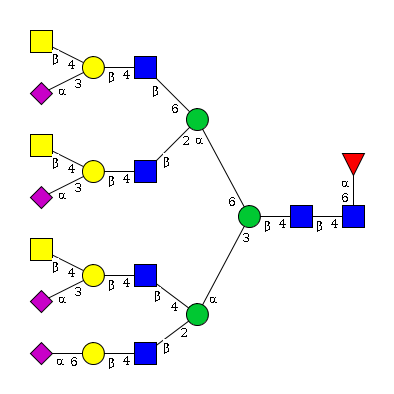 β 4 β 4
α 3 β
6
2 α
β 4 β 4 β
α 3
α
6 6
β 4 β 4
3
β 4 β 4 β α
α 3 4
2
α 6 β 4 β